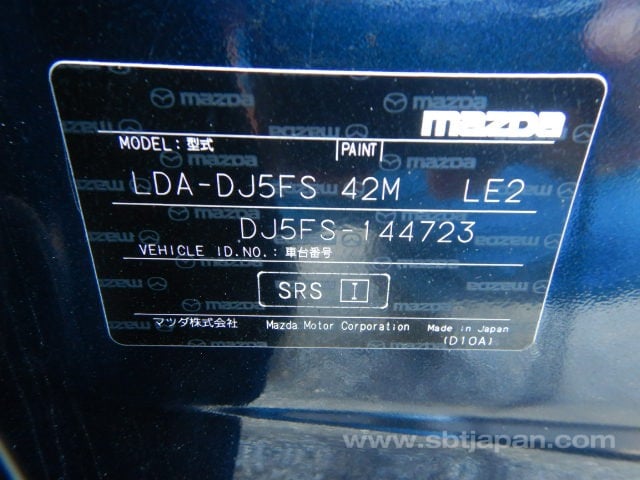 mazda
MODEL：型式 PAINT
LDA-DJ5FS 42M LE2
DJ5FS-144723
VEHICLE ID.NO.：車台番号
SRS I
マツダ株式会社 Mazda Motor Corporation Made in Japan
(D10A)
www.sbtjapan.com